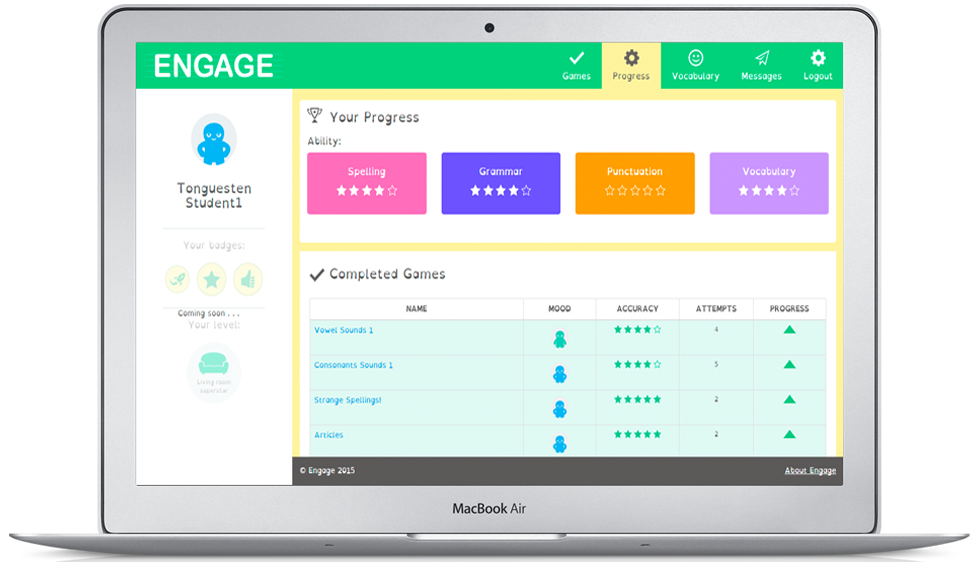 ENGAGE
Games
Progress
Vocabulary
Messages
Logout
Tonguesten
Student1
Your badges:
Coming soon . . .
Your level:
Living room
superstar
Your Progress
Ability:
Spelling
Grammar
Punctuation
Vocabulary
Completed Games
NAME MOOD ACCURACY ATTEMPTS PROGRESS
Vowel Sounds 1 4
Consonants Sounds 1 5
Strange Spellings! 2
Articles 2
© Engage 2015
About Engage
MacBook Air